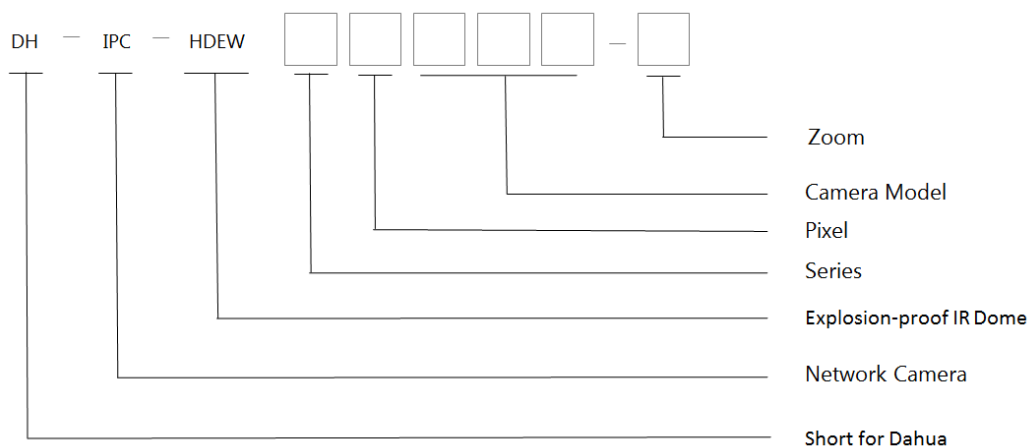 DH — IPC — HDEW —
Zoom
Camera Model
Pixel
Series
Explosion-proof IR Dome
Network Camera
Short for Dahua